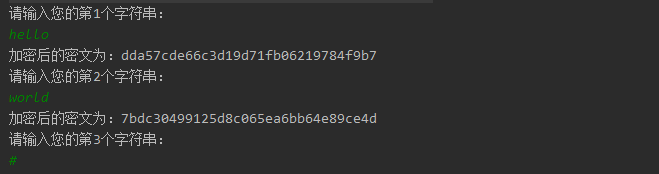 请输入您的第1个字符串：
hello
加密后的密文为：dda57cde66c3d19d71fb06219784f9b7
请输入您的第2个字符串：
world
加密后的密文为：7bdc30499125d8c065ea6bb64e89ce4d
请输入您的第3个字符串：
#